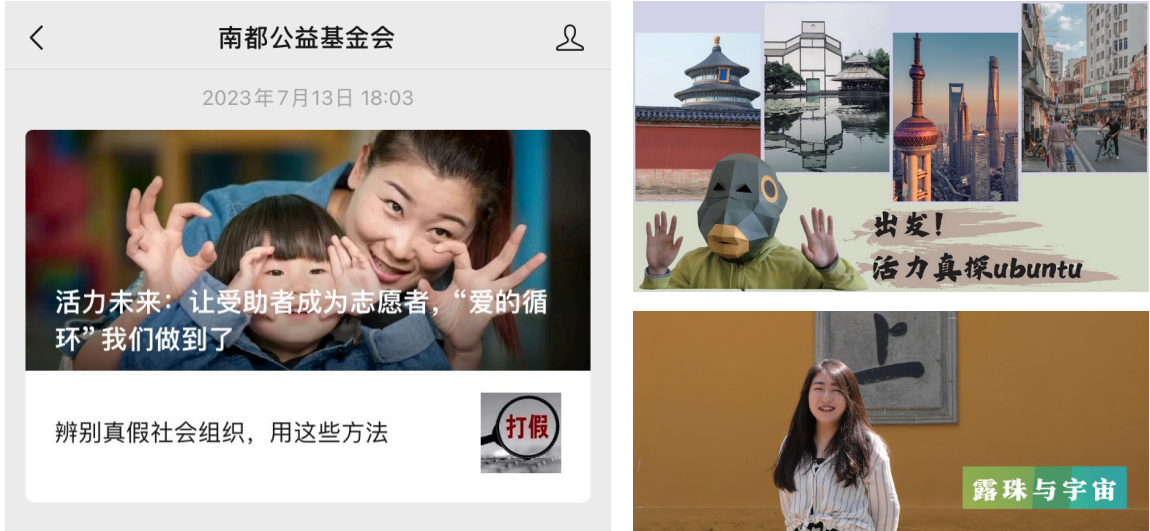 南都公益基金会
2023年7月13日 18:03
活力未来：让受助者成为志愿者，“爱的循
环”我们做到了
辨别真假社会组织，用这些方法
打假
出发！
活力真探ubuntu
上
露珠与宇宙